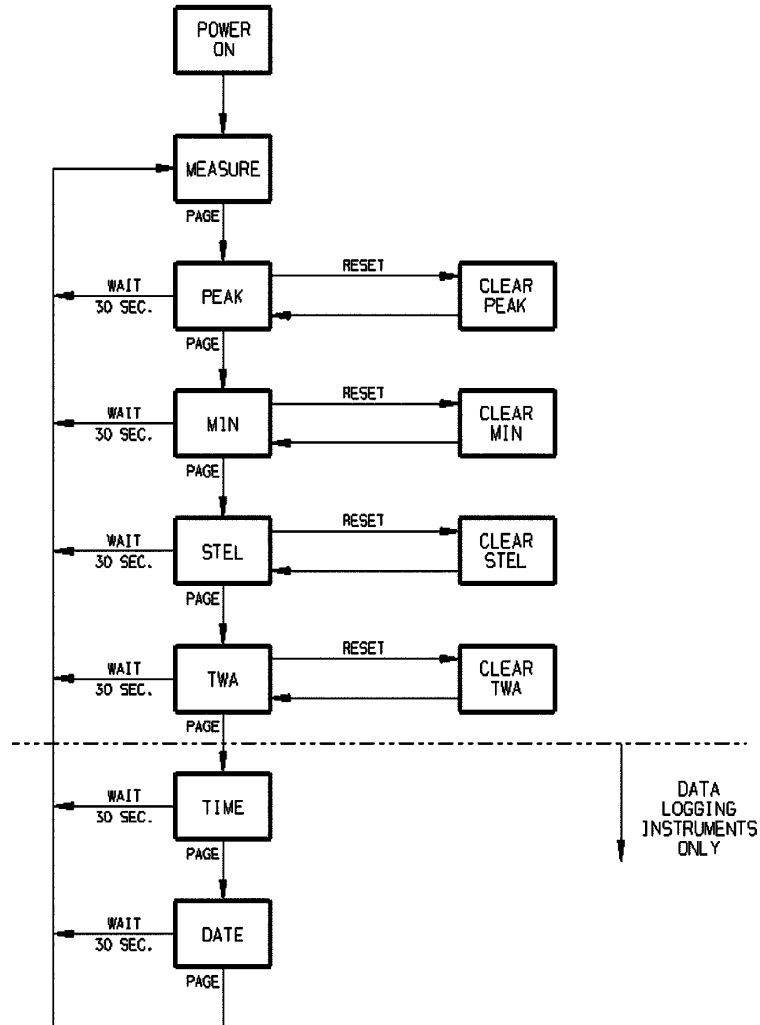 POWER
ON
MEASURE
PAGE
WAIT
30 SEC.
PEAK
RESET
CLEAR
PEAK
PAGE
WAIT
30 SEC.
MIN
RESET
CLEAR
MIN
PAGE
WAIT
30 SEC.
STEL
RESET
CLEAR
STEL
PAGE
WAIT
30 SEC.
TWA
RESET
CLEAR
TWA
PAGE
WAIT
30 SEC.
TIME
DATA
LOGGING
INSTRUMENTS
ONLY
PAGE
WAIT
30 SEC.
DATE
PAGE